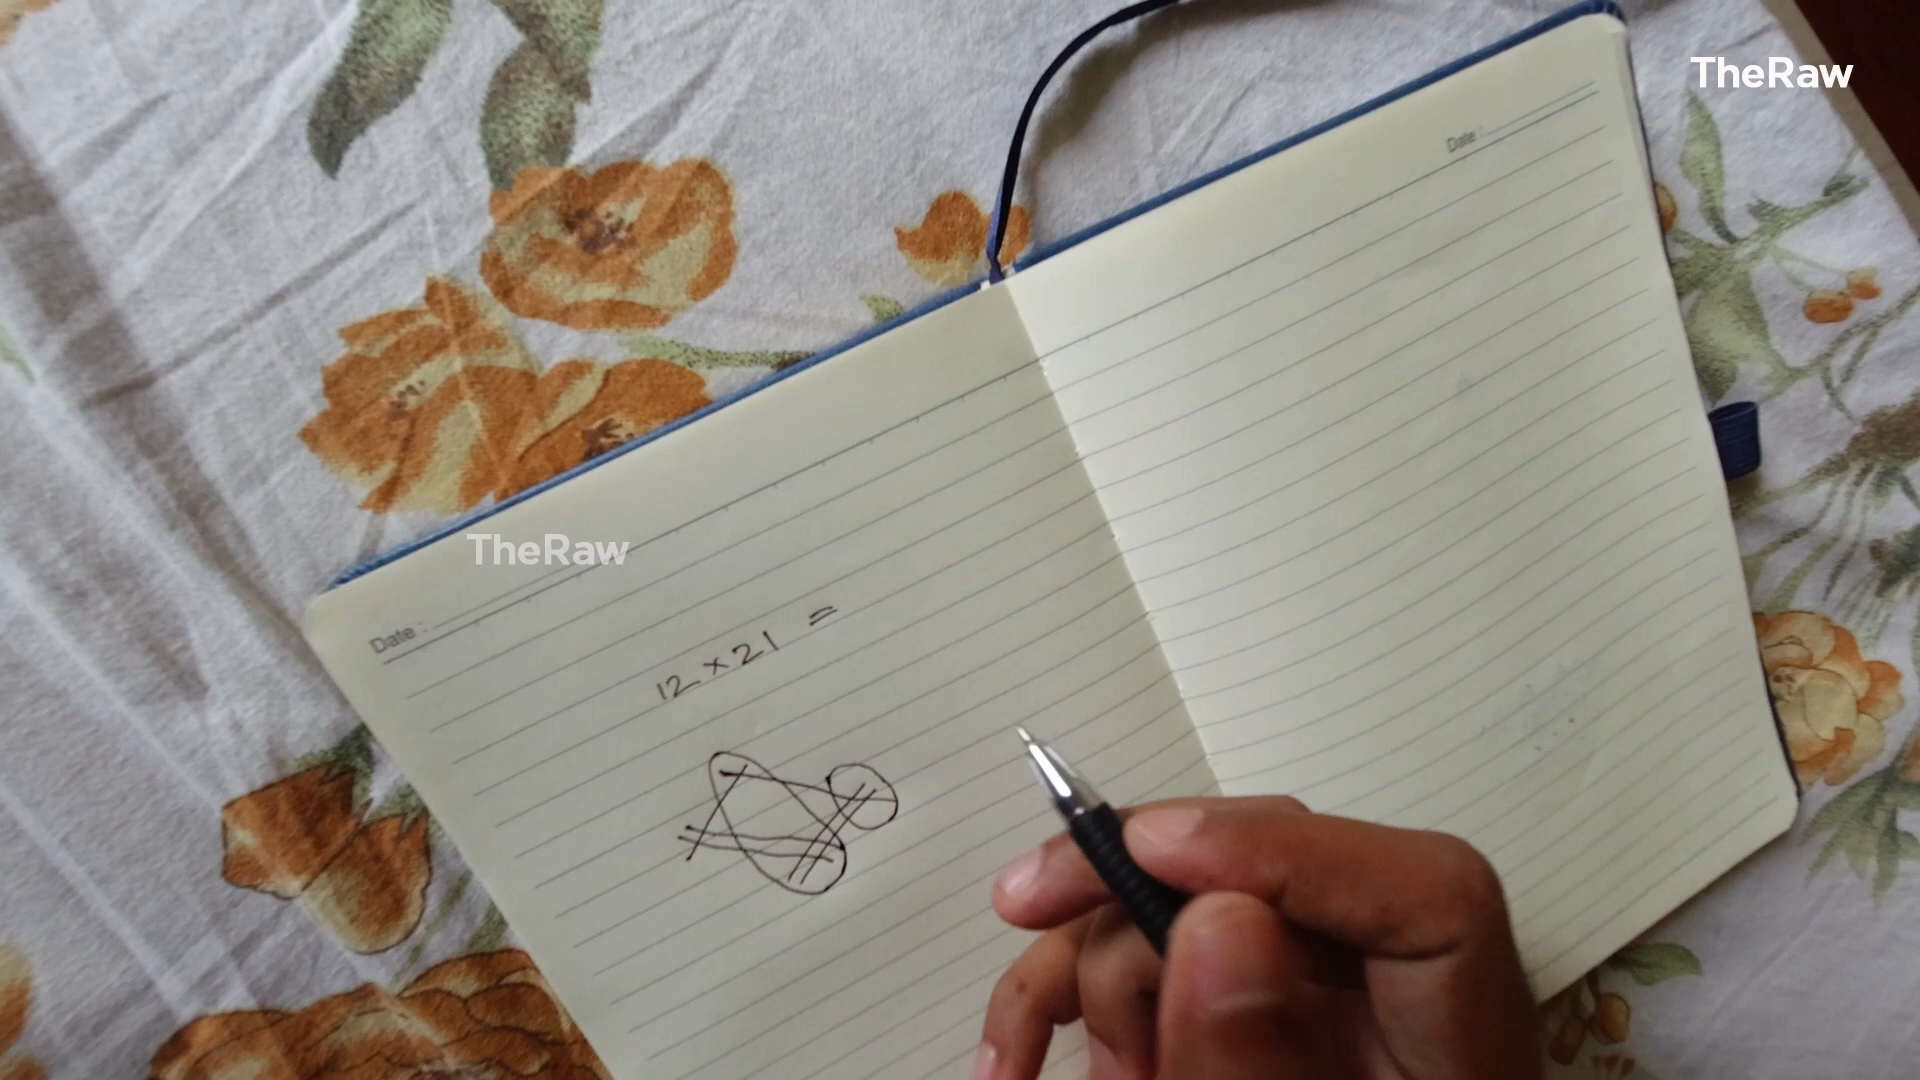 TheRaw
Date :
TheRaw
Date :
12 × 21 =